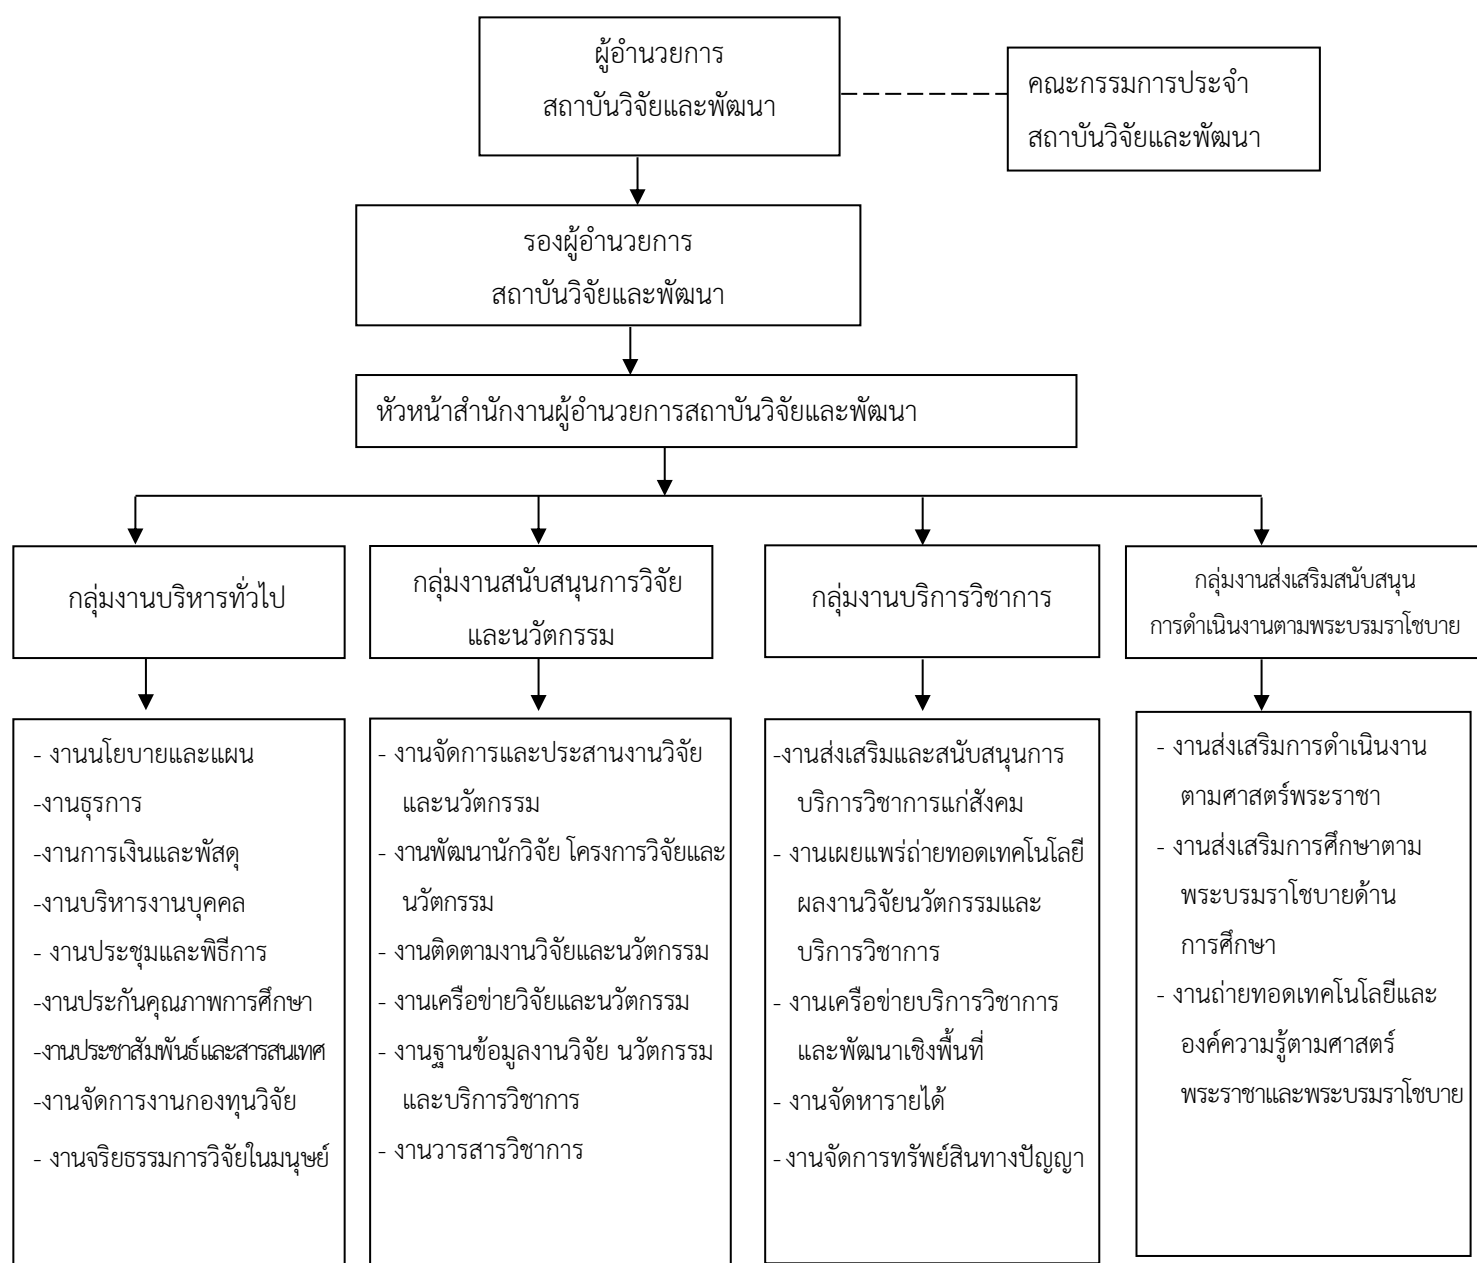 ผู้อำนวยการ
สถาบันวิจัยและพัฒนา
คณะกรรมการประจำ
สถาบันวิจัยและพัฒนา
รองผู้อำนวยการ
สถาบันวิจัยและพัฒนา
หัวหน้าสำนักงานผู้อำนวยการสถาบันวิจัยและพัฒนา
กลุ่มงานบริหารทั่วไป
กลุ่มงานสนับสนุนการวิจัย
และนวัตกรรม
กลุ่มงานบริการวิชาการ
กลุ่มงานส่งเสริมสนับสนุน
การดำเนินงานตามพระบรมราโชบาย
- งานนโยบายและแผน
-งานธุรการ
-งานการเงินและพัสดุ
-งานบริหารงานบุคคล
- งานประชุมและพิธีการ
-งานประกันคุณภาพการศึกษา
-งานประชาสัมพันธ์และสารสนเทศ
-งานจัดการงานกองทุนวิจัย
- งานจริยธรรมการวิจัยในมนุษย์
- งานจัดการและประสานงานวิจัย
และนวัตกรรม
- งานพัฒนานักวิจัย โครงการวิจัยและ
นวัตกรรม
- งานติดตามงานวิจัยและนวัตกรรม
- งานเครือข่ายวิจัยและนวัตกรรม
- งานฐานข้อมูลงานวิจัย นวัตกรรม
และบริการวิชาการ
- งานวารสารวิชาการ
-งานส่งเสริมและสนับสนุนการ
บริการวิชาการแก่สังคม
- งานเผยแพร่ถ่ายทอดเทคโนโลยี
ผลงานวิจัยนวัตกรรมและ
บริการวิชาการ
- งานเครือข่ายบริการวิชาการ
และพัฒนาเชิงพื้นที่
- งานจัดหารายได้
- งานจัดการทรัพย์สินทางปัญญา
- งานส่งเสริมการดำเนินงาน
ตามศาสตร์พระราชา
- งานส่งเสริมการศึกษาตาม
พระบรมราโชบายด้าน
การศึกษา
- งานถ่ายทอดเทคโนโลยีและ
องค์ความรู้ตามศาสตร์
พระราชาและพระบรมราโชบาย